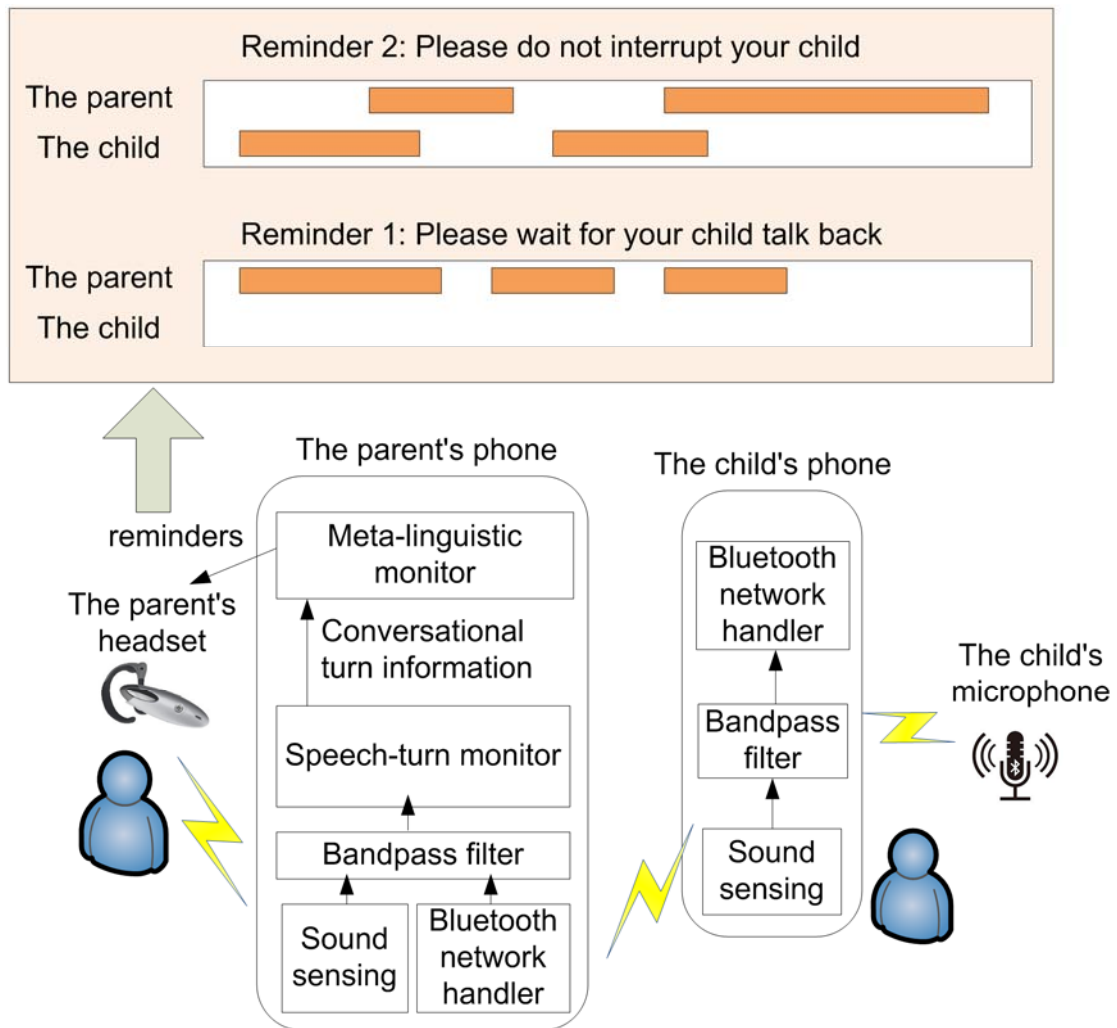 Reminder 2: Please do not interrupt your child
The parent
The child
Reminder 1: Please wait for your child talk back
The parent
The child
reminders
The parent's
headset
The parent's phone
Meta-linguistic
monitor
Conversational
turn information
Speech-turn monitor
Bandpass filter
Sound
sensing
Bluetooth
network
handler
The child's phone
Bluetooth
network
handler
Bandpass
filter
Sound
sensing
The child's
microphone